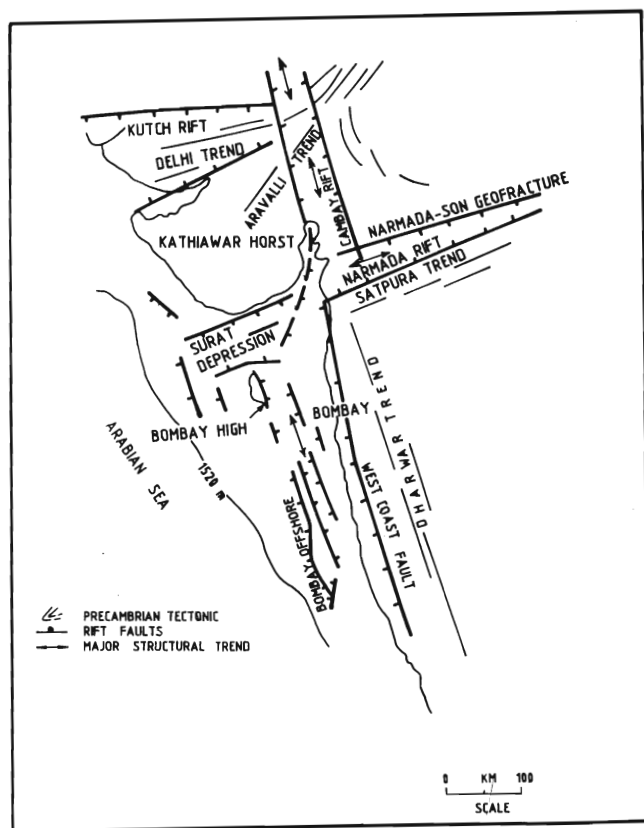 KUTCH RIFT
DELHI TREND
ARAVALLI TREND
CAMBAY RIFT
KATHIAWAR HORST
NARMADA-SON GEOFRACTURE
NARMADA RIFT
SATPURA TREND
SURAT
DEPRESSION
BOMBAY HIGH
BOMBAY
ARABIAN SEA
1520 m
BOMBAY OFFSHORE
WEST COAST FAULT
DHARWAR TREND
PRECAMBRIAN TECTONIC
RIFT FAULTS
MAJOR STRUCTURAL TREND
0 KM 100
SCALE